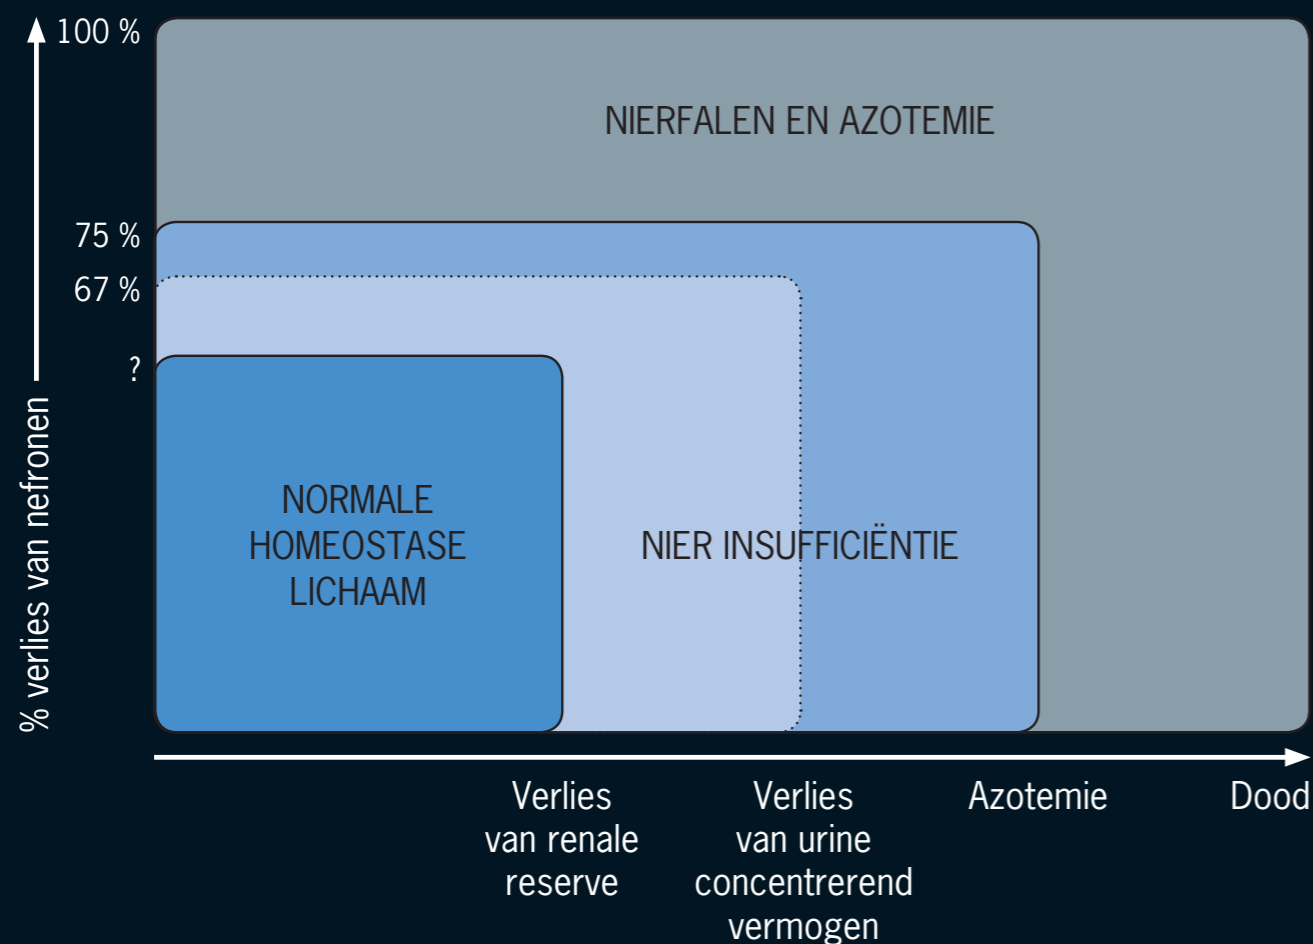 100 %
NIERFALEN EN AZOTEMIE
75 %
67 %
?
% verlies van nefronen
NORMALE
HOMEOSTASE
LICHAAM
NIER INSUFFICIËNTIE
Verlies
van renale
reserve
Verlies
van urine
concentrerend
vermogen
Azotemie
Dood